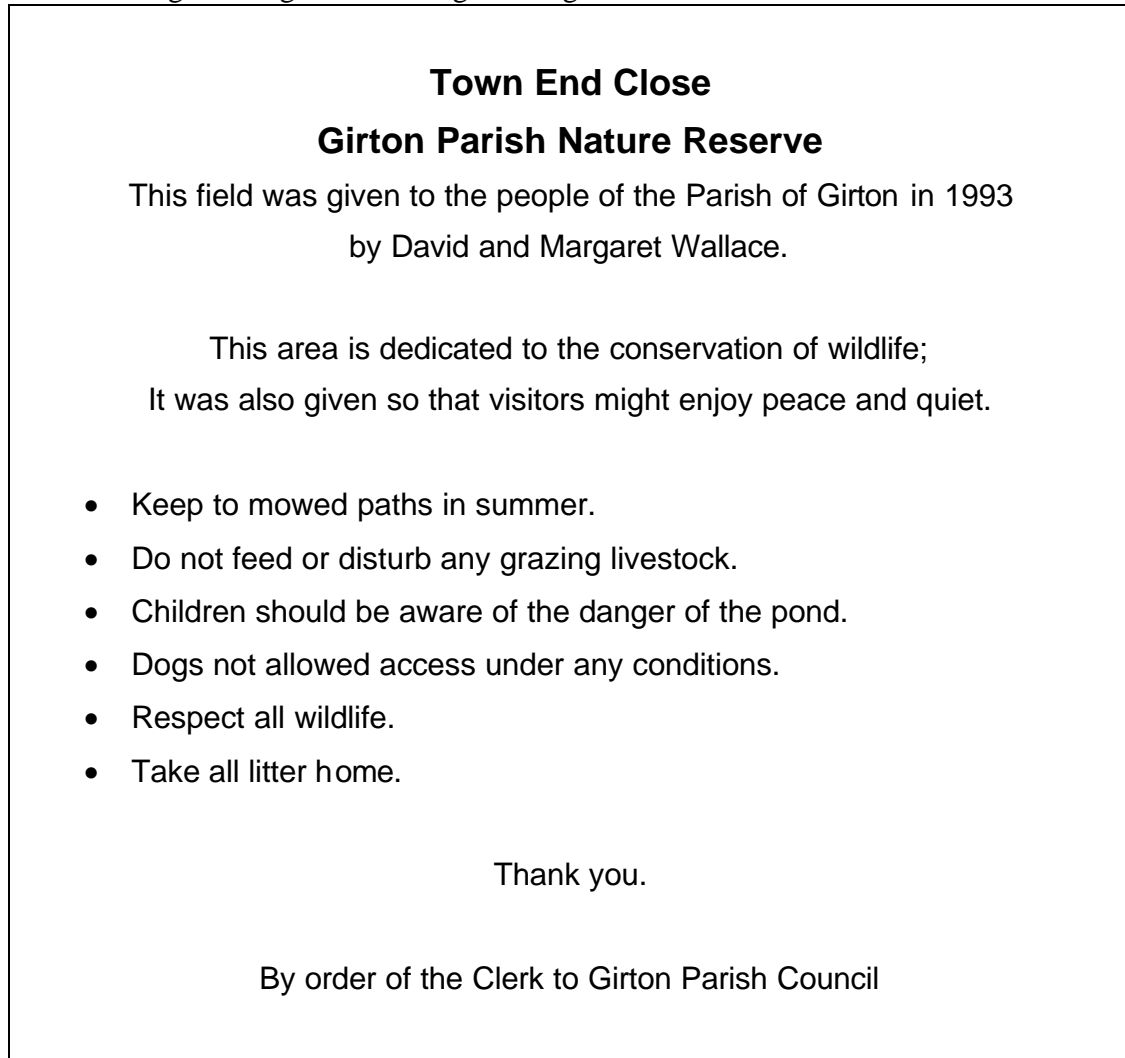 Town End Close
Girton Parish Nature Reserve
This field was given to the people of the Parish of Girton in 1993
by David and Margaret Wallace.
This area is dedicated to the conservation of wildlife;
It was also given so that visitors might enjoy peace and quiet.
• Keep to mowed paths in summer.
• Do not feed or disturb any grazing livestock.
• Children should be aware of the danger of the pond.
• Dogs not allowed access under any conditions.
• Respect all wildlife.
• Take all litter home.
Thank you.
By order of the Clerk to Girton Parish Council